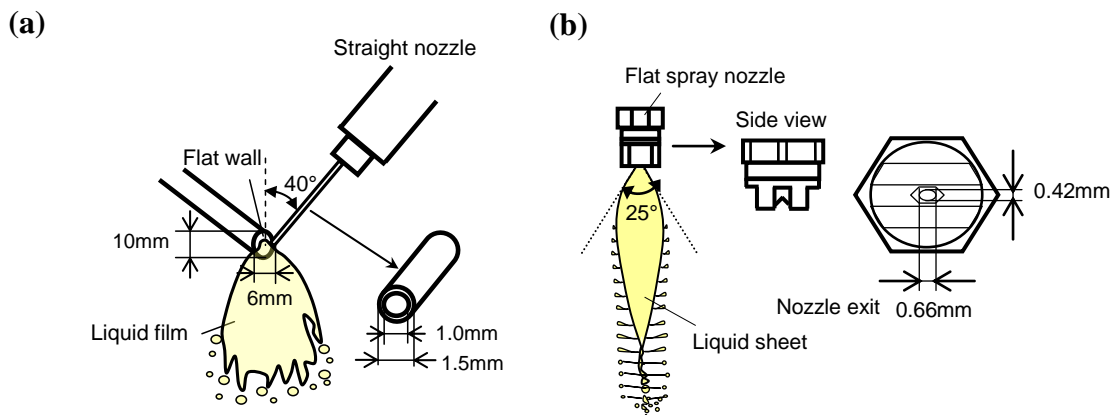 (a)
Straight nozzle
Flat wall
40°
10mm
6mm
Liquid film
1.0mm
1.5mm
(b)
Flat spray nozzle
Side view
25°
0.42mm
Nozzle exit 0.66mm
Liquid sheet